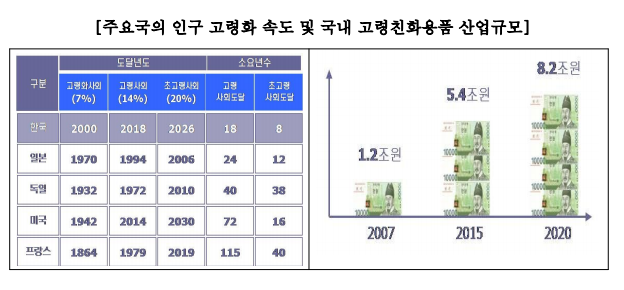 [주요국의 인구 고령화 속도 및 국내 고령친화용품 산업규모]
구분 도달년도 소요년수
고령화사회 (7%) 고령사회 (14%) 초고령사회 (20%) 고령 사회도달 초고령 사회도달
한국 2000 2018 2026 18 8
일본 1970 1994 2006 24 12
독일 1932 1972 2010 40 38
미국 1942 2014 2030 72 16
프랑스 1864 1979 2019 115 40
1.2조원 5.4조원 8.2조원
2007 2015 2020